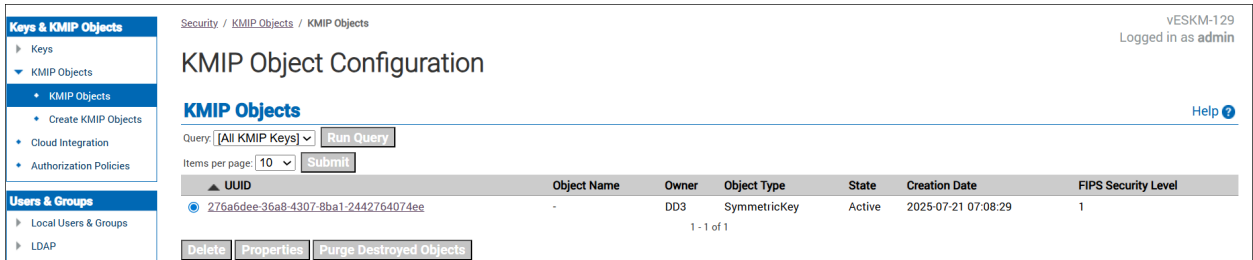 Keys & KMIP Objects
Keys
KMIP Objects
KMIP Objects
Create KMIP Objects
Cloud Integration
Authorization Policies
Users & Groups
Local Users & Groups
LDAP
Security / KMIP Objects / KMIP Objects
vESKM-129
Logged in as admin
KMIP Object Configuration
KMIP Objects
Help ?
Query: [All KMIP Keys] Run Query
Items per page: 10 Submit
UUID Object Name Owner Object Type State Creation Date FIPS Security Level
276a6dee-36a8-4307-8ba1-2442764074ee - DD3 SymmetricKey Active 2025-07-21 07:08:29 1
1 - 1 of 1
Delete Properties Purge Destroyed Objects